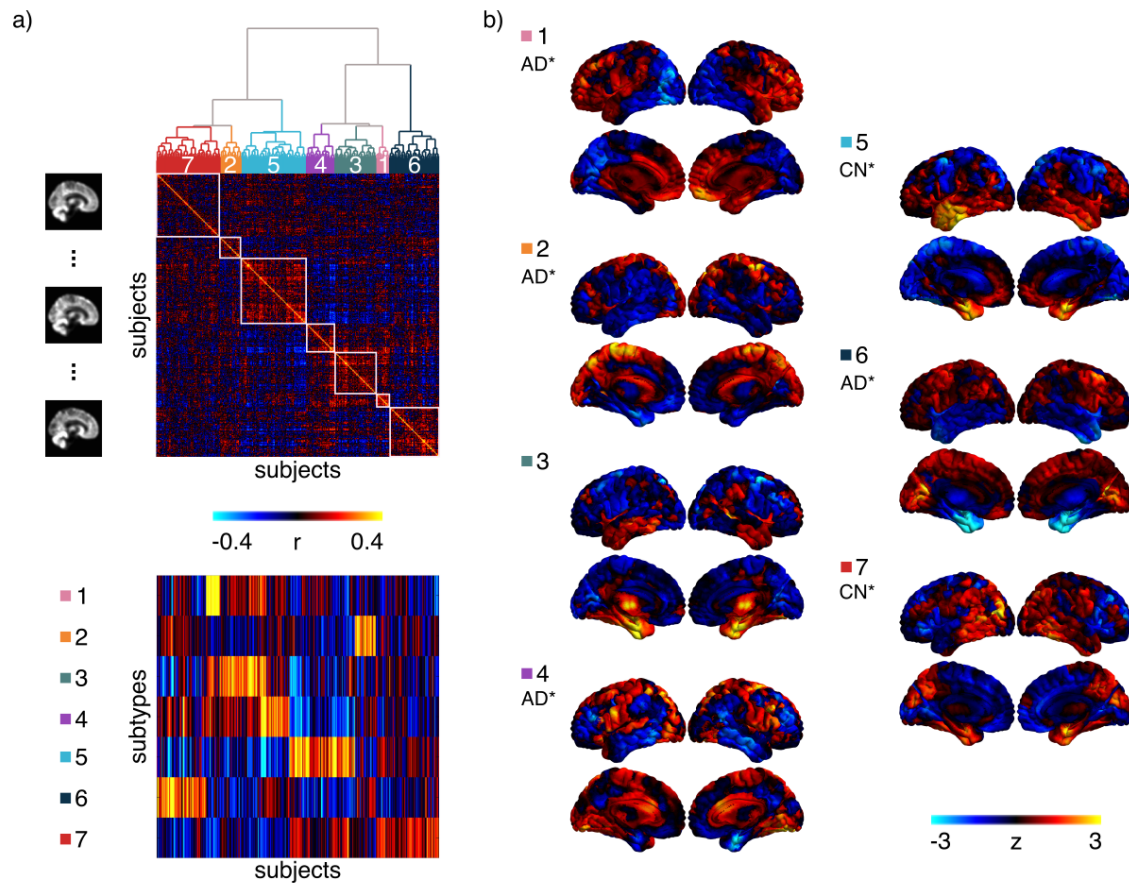 a)
7 2 5 4 3 1 6
...
...
subjects
subjects
-0.4 r 0.4
1
2
3
4
5
6
7
subtypes
subjects
b)
1
AD*
2
AD*
3
4
AD*
5
CN*
6
AD*
7
CN*
-3 z 3